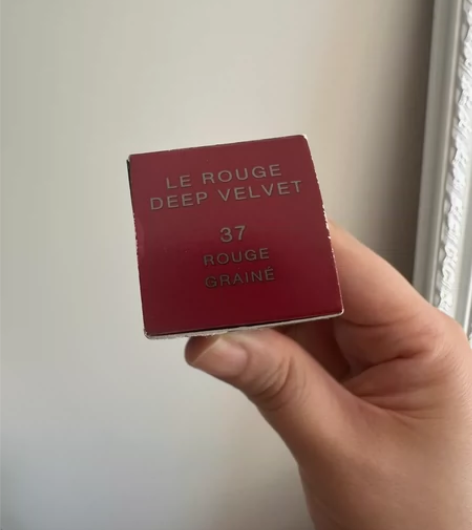 LE ROUGE
DEEP VELVET
37
ROUGE
GRAINÉ